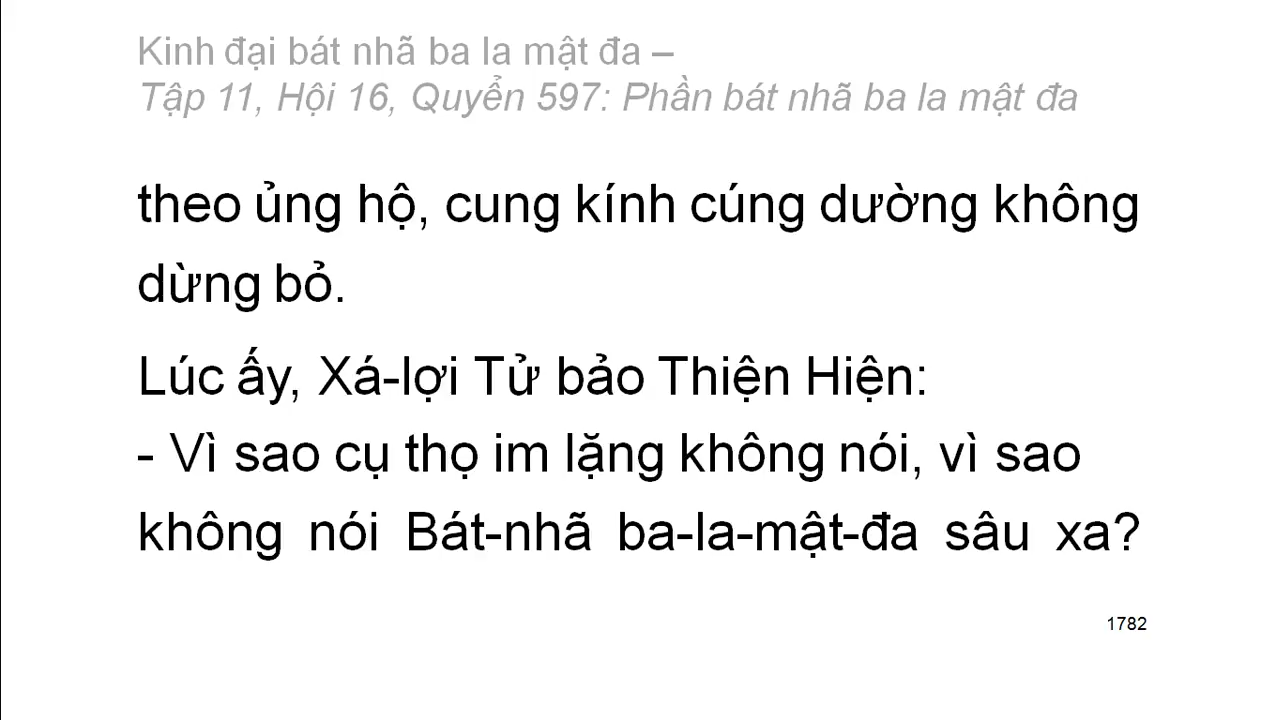 Kinh đại bát nhã ba la mật đa –
Tập 11, Hội 16, Quyển 597: Phần bát nhã ba la mật đa
theo ủng hộ, cung kính cúng dường không
dừng bỏ.
Lúc ấy, Xá-lợi Tử bảo Thiện Hiện:
- Vì sao cụ thọ im lặng không nói, vì sao
không nói Bát-nhã ba-la-mật-đa sâu xa?
1782